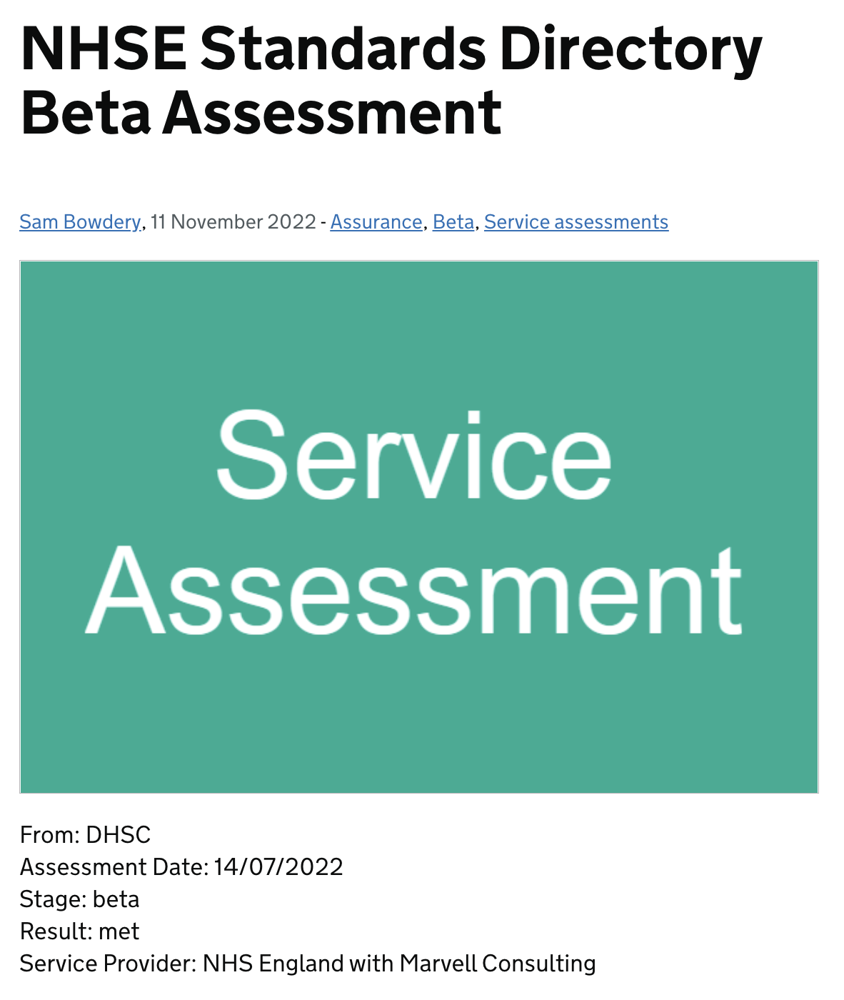 NHSE Standards Directory
Beta Assessment
Sam Bowdery, 11 November 2022 - Assurance, Beta, Service assessments
Service
Assessment
From: DHSC
Assessment Date: 14/07/2022
Stage: beta
Result: met
Service Provider: NHS England with Marvell Consulting